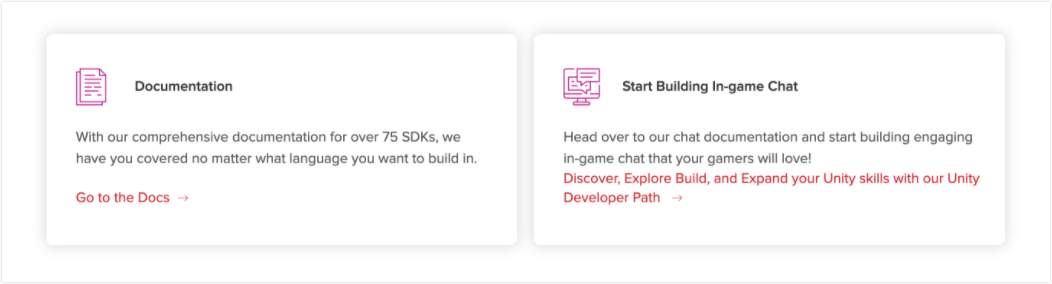 Documentation
With our comprehensive documentation for over 75 SDKs, we
have you covered no matter what language you want to build in.
Go to the Docs →
Start Building In-game Chat
Head over to our chat documentation and start building engaging
in-game chat that your gamers will love!
Discover, Explore Build, and Expand your Unity skills with our Unity
Developer Path →